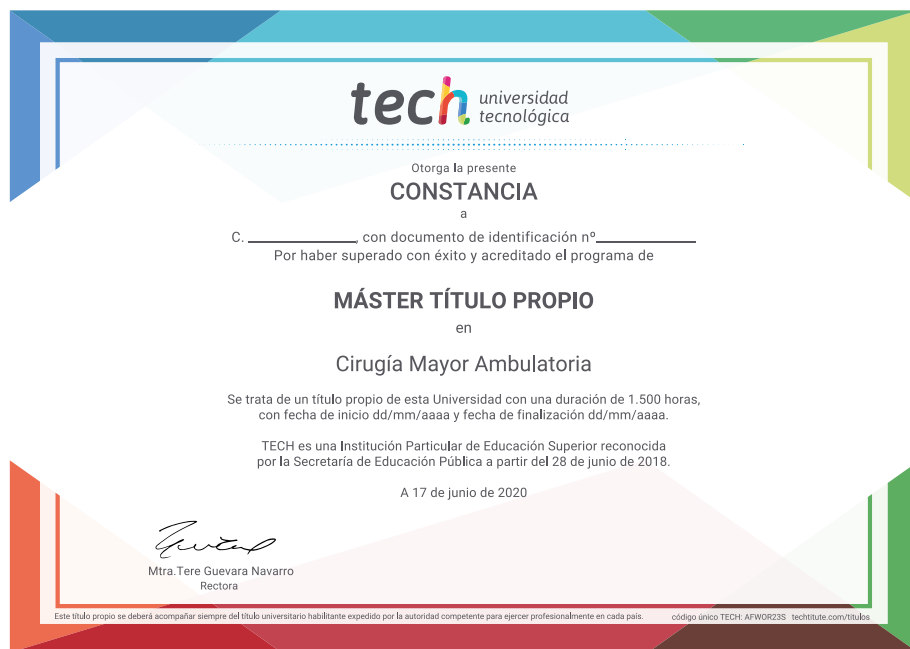 tech universidad
tecnológica
Otorga la presente
CONSTANCIA
a
C. ____________, con documento de identificación nº____________
Por haber superado con éxito y acreditado el programa de
MÁSTER TÍTULO PROPIO
en
Cirugía Mayor Ambulatoria
Se trata de un título propio de esta Universidad con una duración de 1.500 horas,
con fecha de inicio dd/mm/aaaa y fecha de finalización dd/mm/aaaa.
TECH es una Institución Particular de Educación Superior reconocida
por la Secretaría de Educación Pública a partir del 28 de junio de 2018.
A 17 de junio de 2020
Mtra.Tere Guevara Navarro
Rectora
Este título propio se deberá acompañar siempre del título universitario habilitante expedido por la autoridad competente para ejercer profesionalmente en cada país. código único TECH: AFWOR23S techtitute.com/titulos